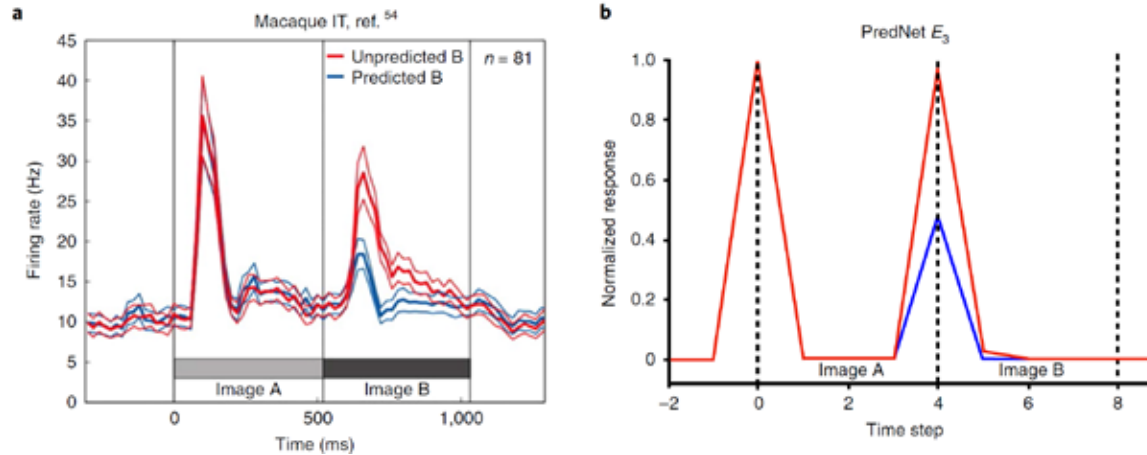 a
Macaque IT, ref. 54
Unpredicted B
Predicted B
n = 81
Firing rate (Hz)
45
40
35
30
25
20
15
10
5
0
Image A
Image B
0
500
1,000
Time (ms)
b
PredNet E3
Normalized response
1.0
0.8
0.6
0.4
0.2
0
Image A
Image B
−2
0
2
4
6
8
Time step